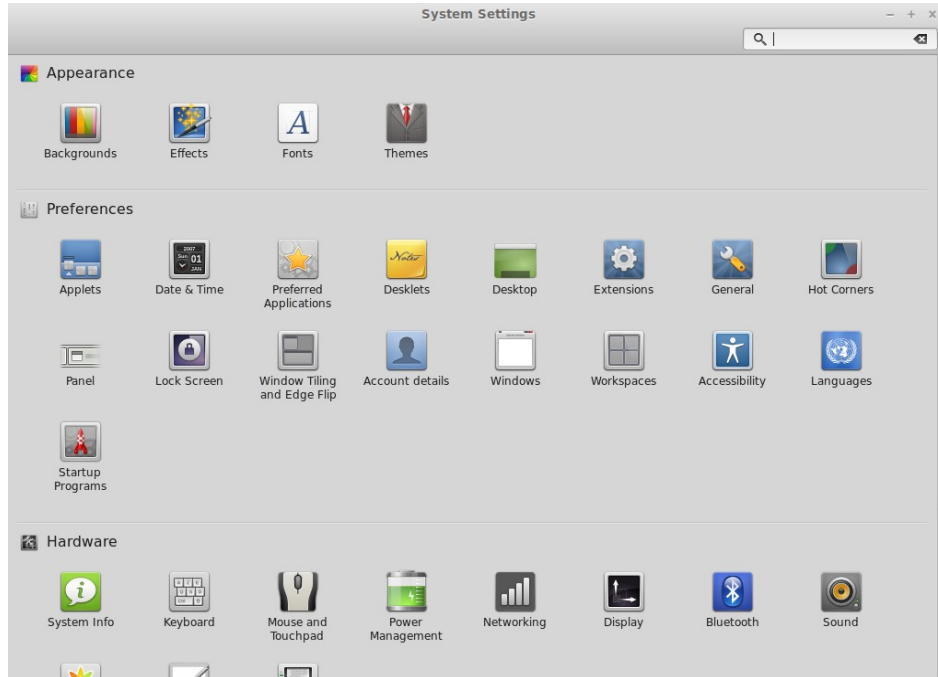 System Settings
Appearance
Backgrounds
Effects
Fonts
Themes
Preferences
Applets
Date & Time
Preferred
Applications
Desklets
Desktop
Extensions
General
Hot Corners
Panel
Lock Screen
Window Tiling
and Edge Flip
Account details
Windows
Workspaces
Accessibility
Languages
Startup
Programs
Hardware
System Info
Keyboard
Mouse and
Touchpad
Power
Management
Networking
Display
Bluetooth
Sound